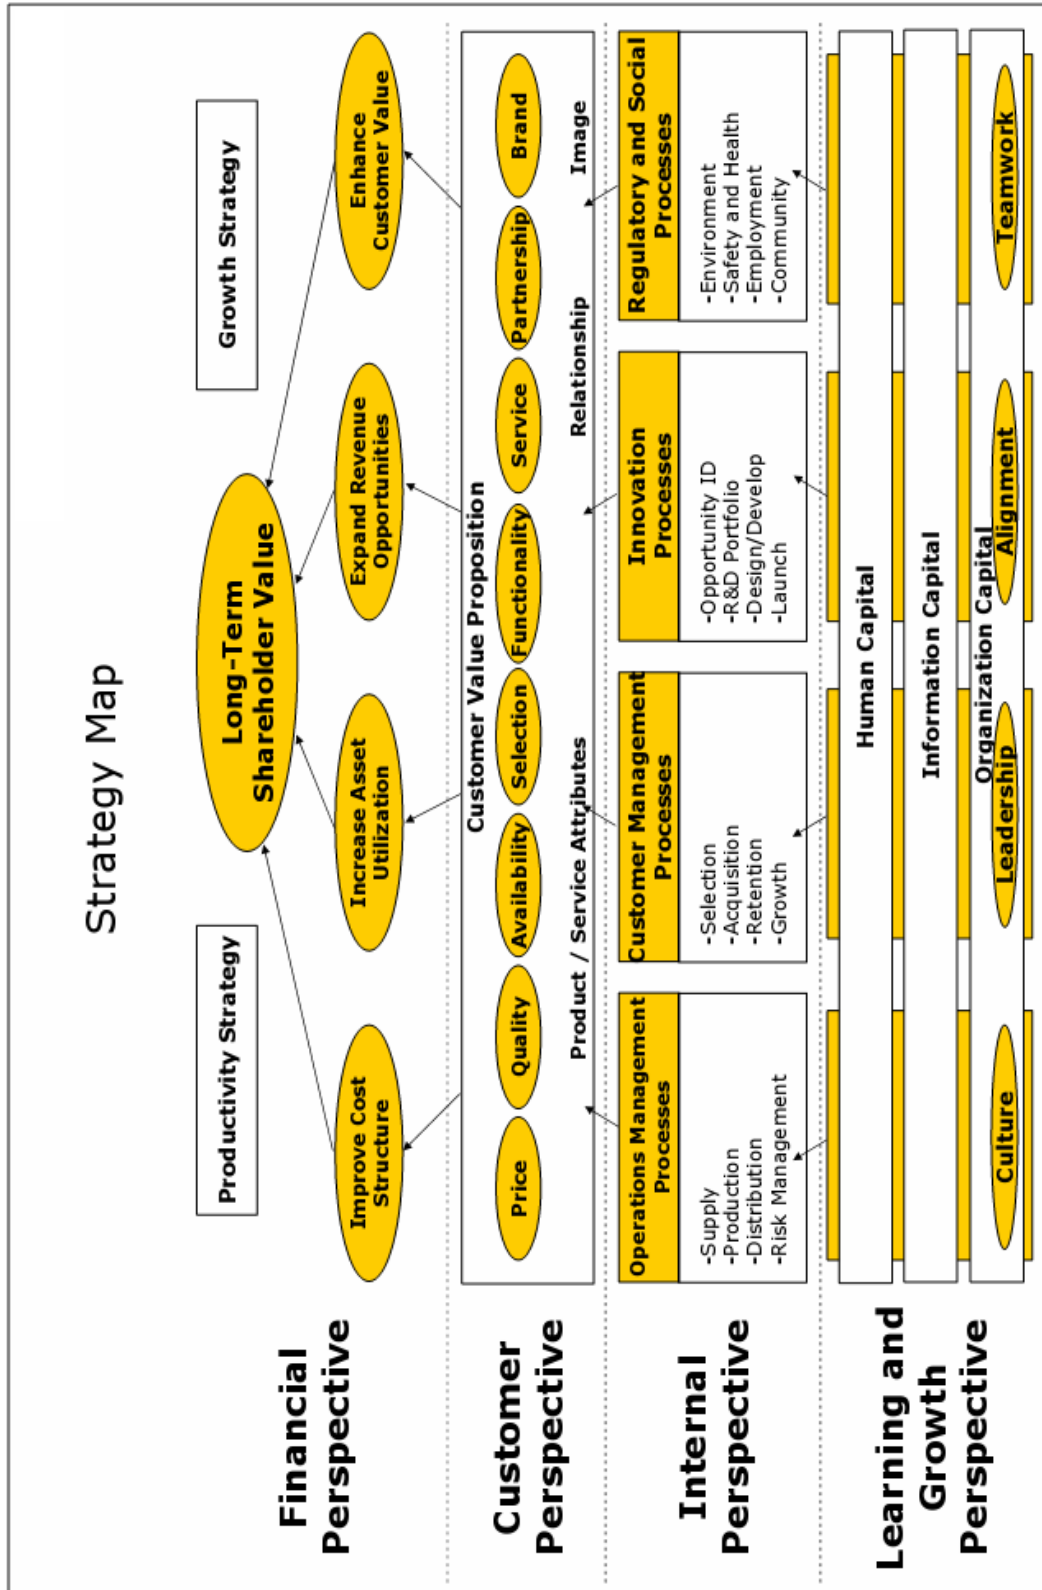 Strategy Map
Productivity Strategy
Growth Strategy
Long-Term
Shareholder Value
Financial
Perspective
Improve Cost
Structure
Increase Asset
Utilization
Expand Revenue
Opportunities
Enhance
Customer Value
Customer
Perspective
Customer Value Proposition
Price
Quality
Availability
Selection
Functionality
Service
Partnership
Brand
Product / Service Attributes
Relationship
Image
Internal
Perspective
Operations Management
Processes
-Supply
-Production
-Distribution
-Risk Management
Customer Management
Processes
-Selection
-Acquisition
-Retention
-Growth
Innovation
Processes
-Opportunity ID
-R&D Portfolio
-Design/Develop
-Launch
Regulatory and Social
Processes
-Environment
-Safety and Health
-Employment
-Community
Learning and
Growth
Perspective
Human Capital
Information Capital
Organization Capital
Culture
Leadership
Alignment
Teamwork